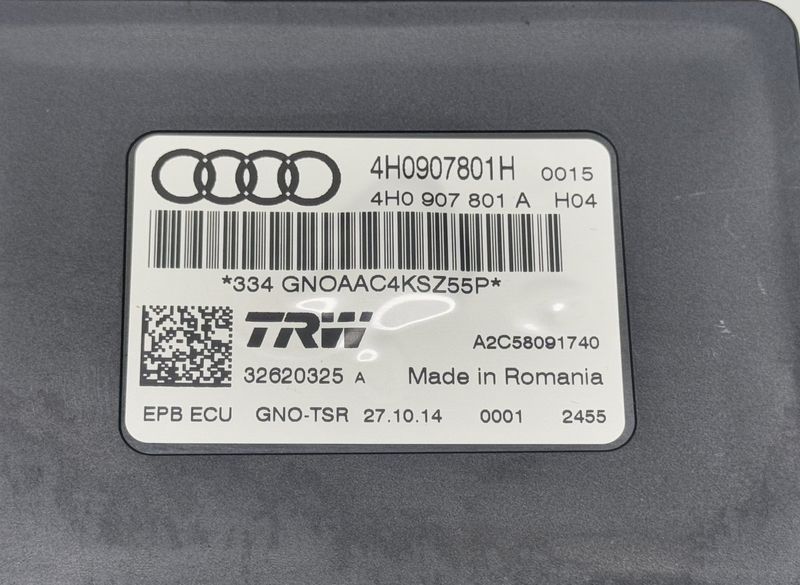 4H0907801H 0015
4H0 907 801 A H04
*334 GNOAAC4KSZ55P*
TRW A2C58091740
32620325 A Made in Romania
EPB ECU GNO-TSR 27.10.14 0001 2455